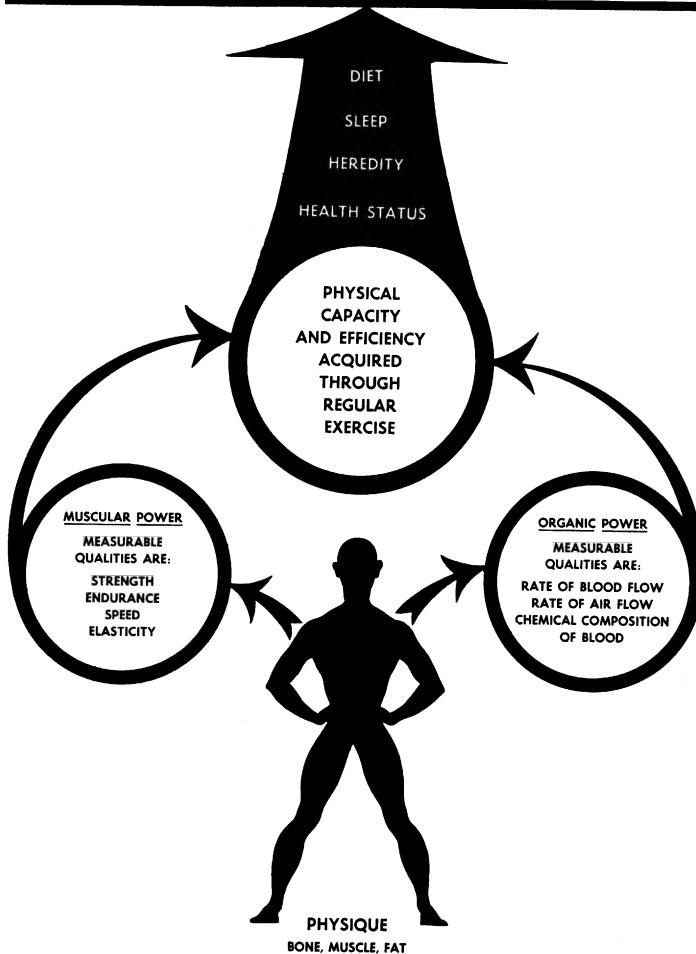 DIET
SLEEP
HEREDITY
HEALTH STATUS
PHYSICAL
CAPACITY
AND EFFICIENCY
ACQUIRED
THROUGH
REGULAR
EXERCISE
MUSCULAR POWER
MEASURABLE
QUALITIES ARE:
STRENGTH
ENDURANCE
SPEED
ELASTICITY
ORGANIC POWER
MEASURABLE
QUALITIES ARE:
RATE OF BLOOD FLOW
RATE OF AIR FLOW
CHEMICAL COMPOSITION
OF BLOOD
PHYSIQUE
BONE, MUSCLE, FAT